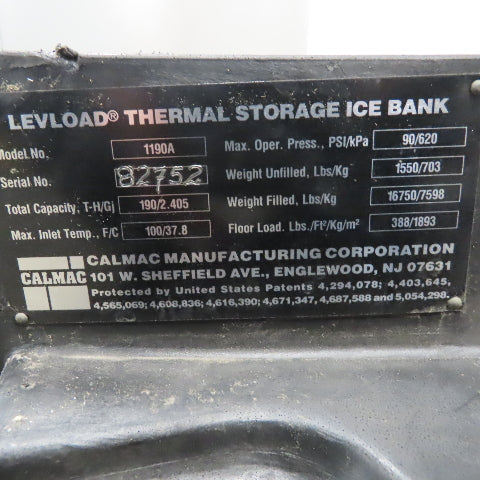 LEVLOAD® THERMAL STORAGE ICE BANK
Model No. 1190A
Serial No. 82752
Total Capacity, T-H/Gj 190/2.405
Max. Inlet Temp., F/C 100/37.8
Max. Oper. Press., PSI/kPa 90/620
Weight Unfilled, Lbs/Kg 1550/703
Weight Filled, Lbs/Kg 16750/7598
Floor Load. Lbs./Ft²/Kg/m² 388/1893
CALMAC
CALMAC MANUFACTURING CORPORATION
101 W. SHEFFIELD AVE., ENGLEWOOD, NJ 07631
Protected by United States Patents 4,294,078; 4,403,645,
4,565,069; 4,608,836; 4,616,390; 4,671,347, 4,687,588 and 5,054,298.